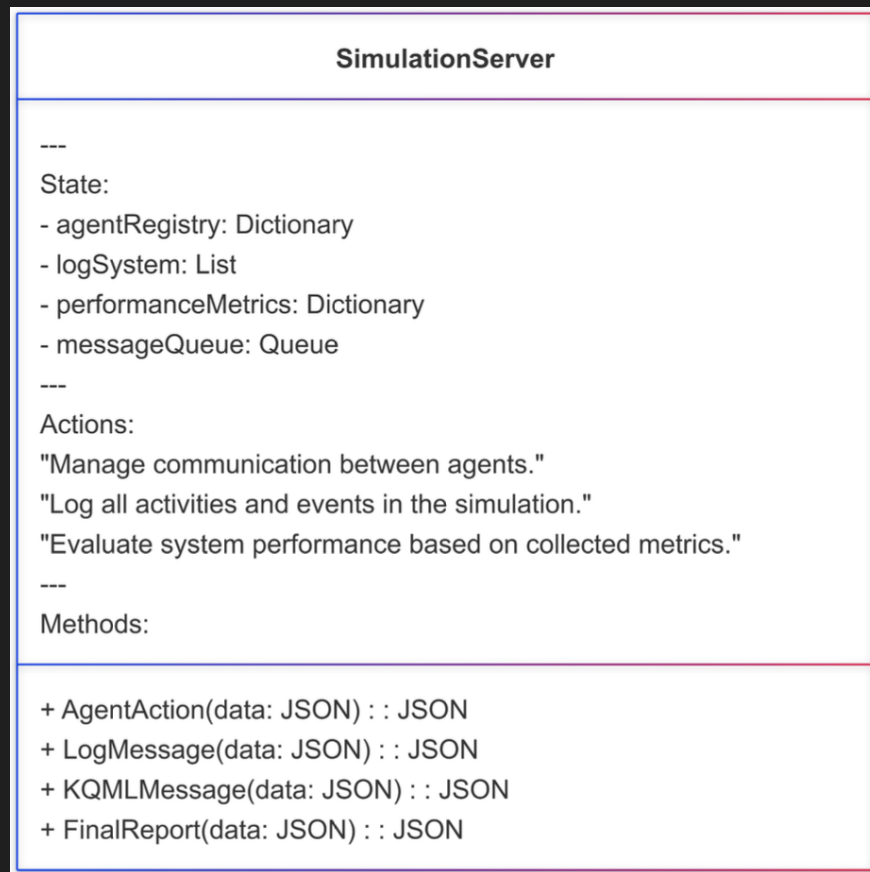 SimulationServer
---
State:
- agentRegistry: Dictionary
- logSystem: List
- performanceMetrics: Dictionary
- messageQueue: Queue
---
Actions:
"Manage communication between agents."
"Log all activities and events in the simulation."
"Evaluate system performance based on collected metrics."
---
Methods:
+ AgentAction(data: JSON) : : JSON
+ LogMessage(data: JSON) : : JSON
+ KQMLMessage(data: JSON) : : JSON
+ FinalReport(data: JSON) : : JSON